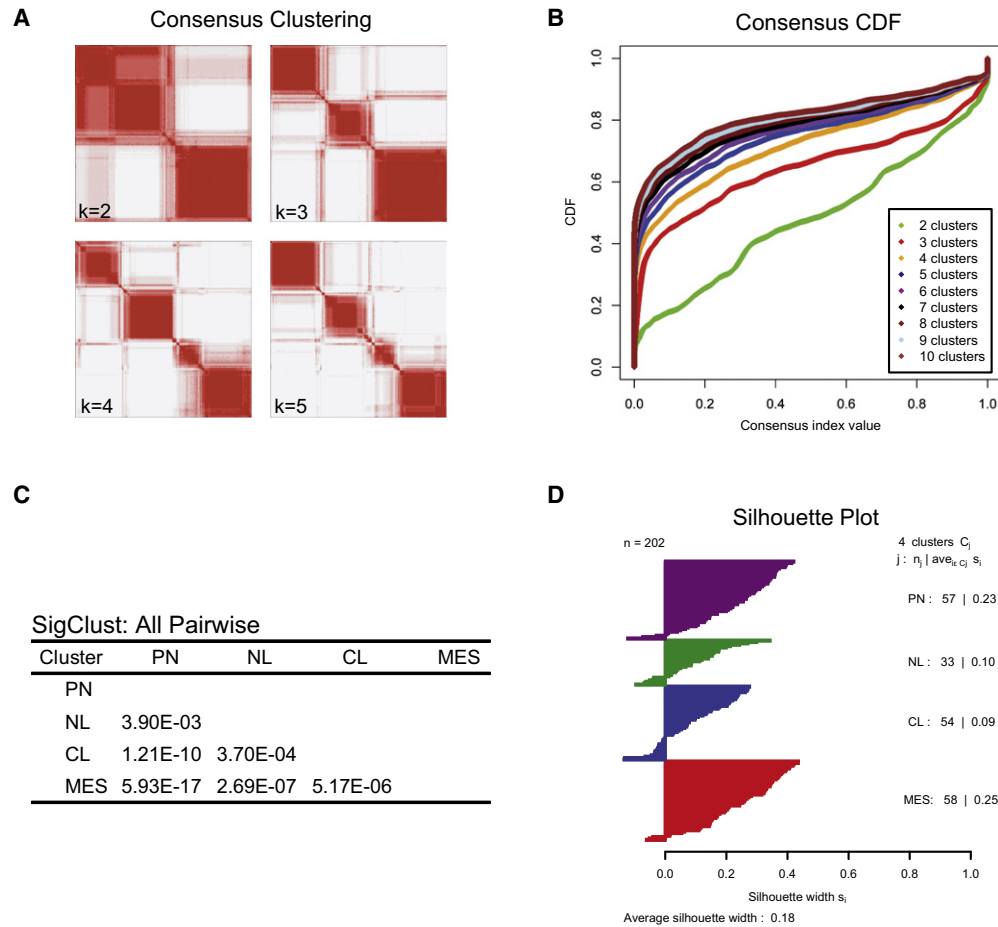 A
Consensus Clustering
k=2
k=3
k=4
k=5
B
Consensus CDF
CDF
1.0
0.8
0.6
0.4
0.2
0.0
2 clusters
3 clusters
4 clusters
5 clusters
6 clusters
7 clusters
8 clusters
9 clusters
10 clusters
0.0 0.2 0.4 0.6 0.8 1.0
Consensus index value
C
SigClust: All Pairwise
Cluster PN NL CL MES
PN
NL 3.90E-03
CL 1.21E-10 3.70E-04
MES 5.93E-17 2.69E-07 5.17E-06
D
Silhouette Plot
n = 202
4 clusters Cj
j : nj | aveiε Cj si
PN : 57 | 0.23
NL : 33 | 0.10
CL : 54 | 0.09
MES: 58 | 0.25
0.0 0.2 0.4 0.6 0.8 1.0
Silhouette width si
Average silhouette width : 0.18